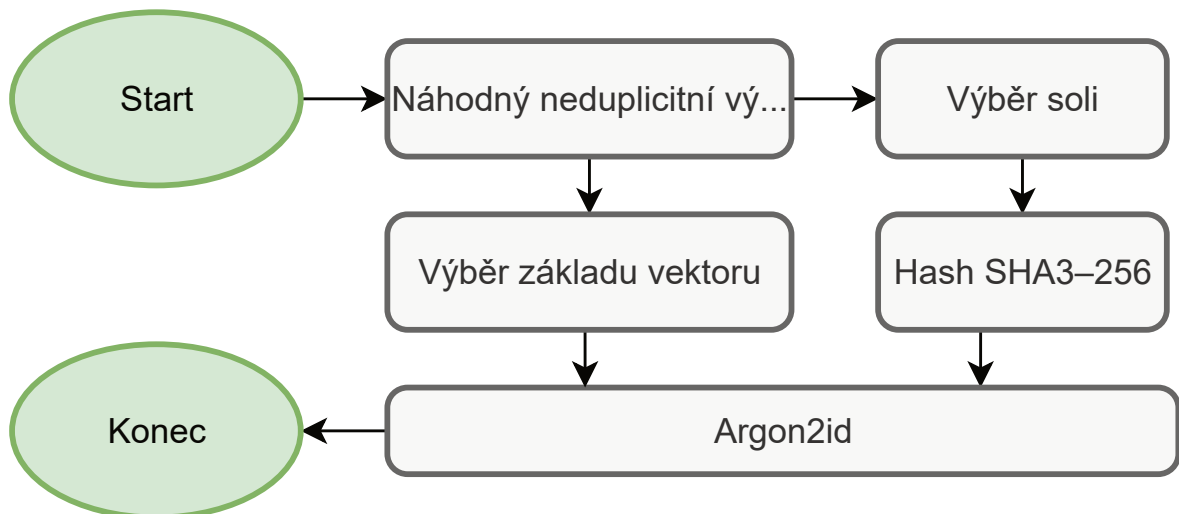 Start
Náhodný neduplicitní vý...
Výběr soli
Výběr základu vektoru
Hash SHA3–256
Konec
Argon2id